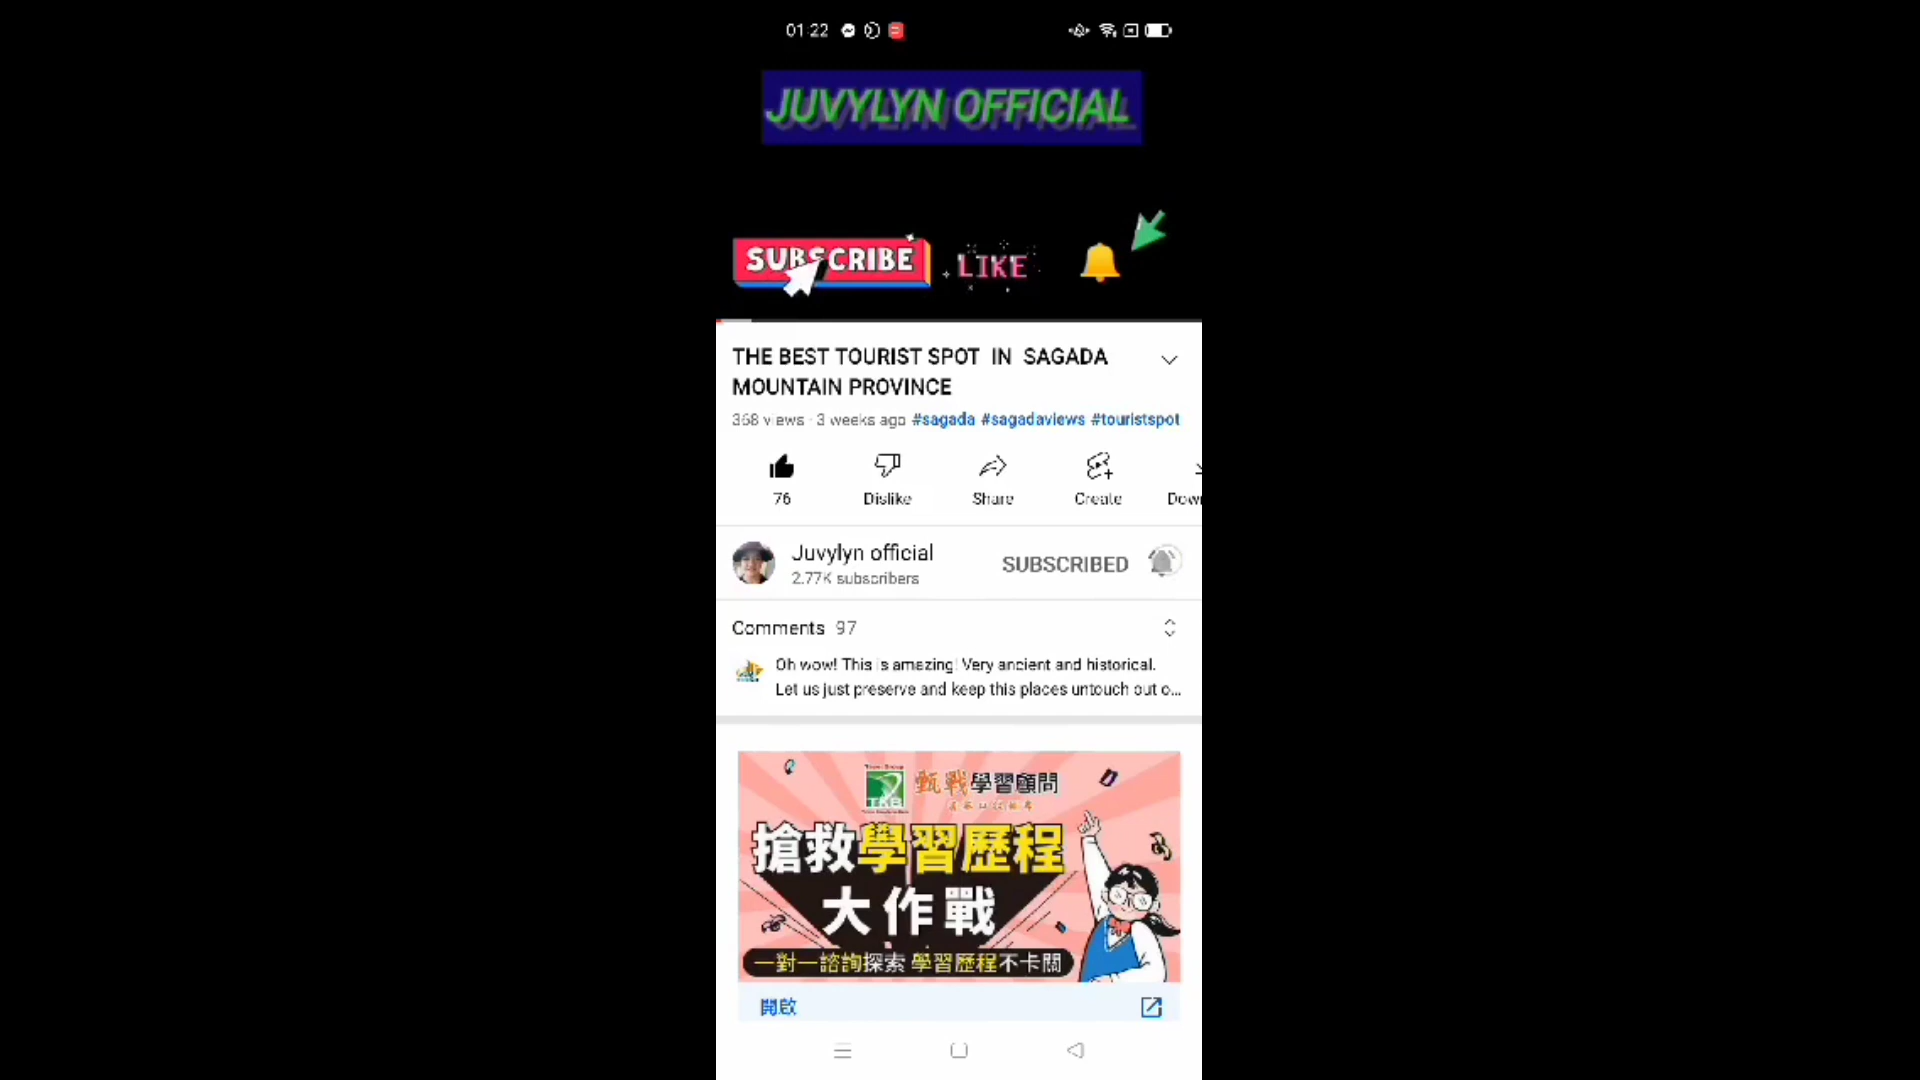 01:22
JUVYLYN OFFICIAL
SUBSCRIBE
LIKE
THE BEST TOURIST SPOT IN SAGADA
MOUNTAIN PROVINCE
368 views · 3 weeks ago #sagada #sagadaviews #touristspot
76
Dislike
Share
Create
Dow
Juvylyn official
2.77K subscribers
SUBSCRIBED
Comments 97
Oh wow! This is amazing! Very ancient and historical.
Let us just preserve and keep this places untouch out o...
TKB
甄戰學習顧問
搶救學習歷程
大作戰
一對一諮詢探索 學習歷程不卡關
開啟